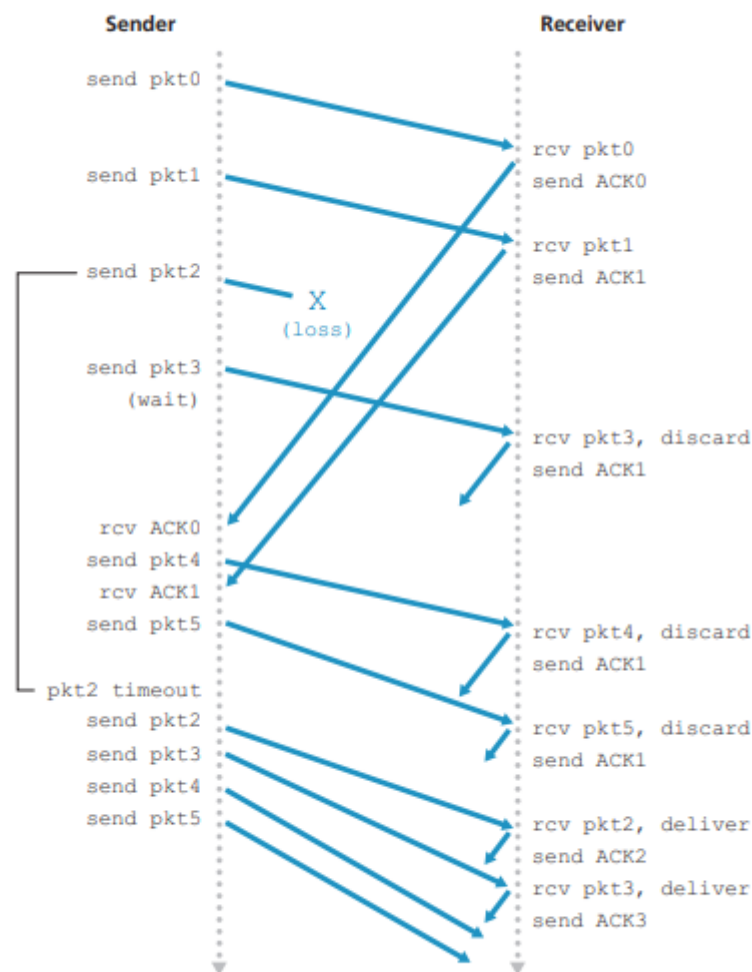 Sender
Receiver
send pkt0
rcv pkt0
send ACK0
send pkt1
rcv pkt1
send ACK1
send pkt2
X
(loss)
send pkt3
(wait)
rcv pkt3, discard
send ACK1
rcv ACK0
send pkt4
rcv ACK1
send pkt5
rcv pkt4, discard
send ACK1
pkt2 timeout
send pkt2
send pkt3
send pkt4
send pkt5
rcv pkt5, discard
send ACK1
rcv pkt2, deliver
send ACK2
rcv pkt3, deliver
send ACK3